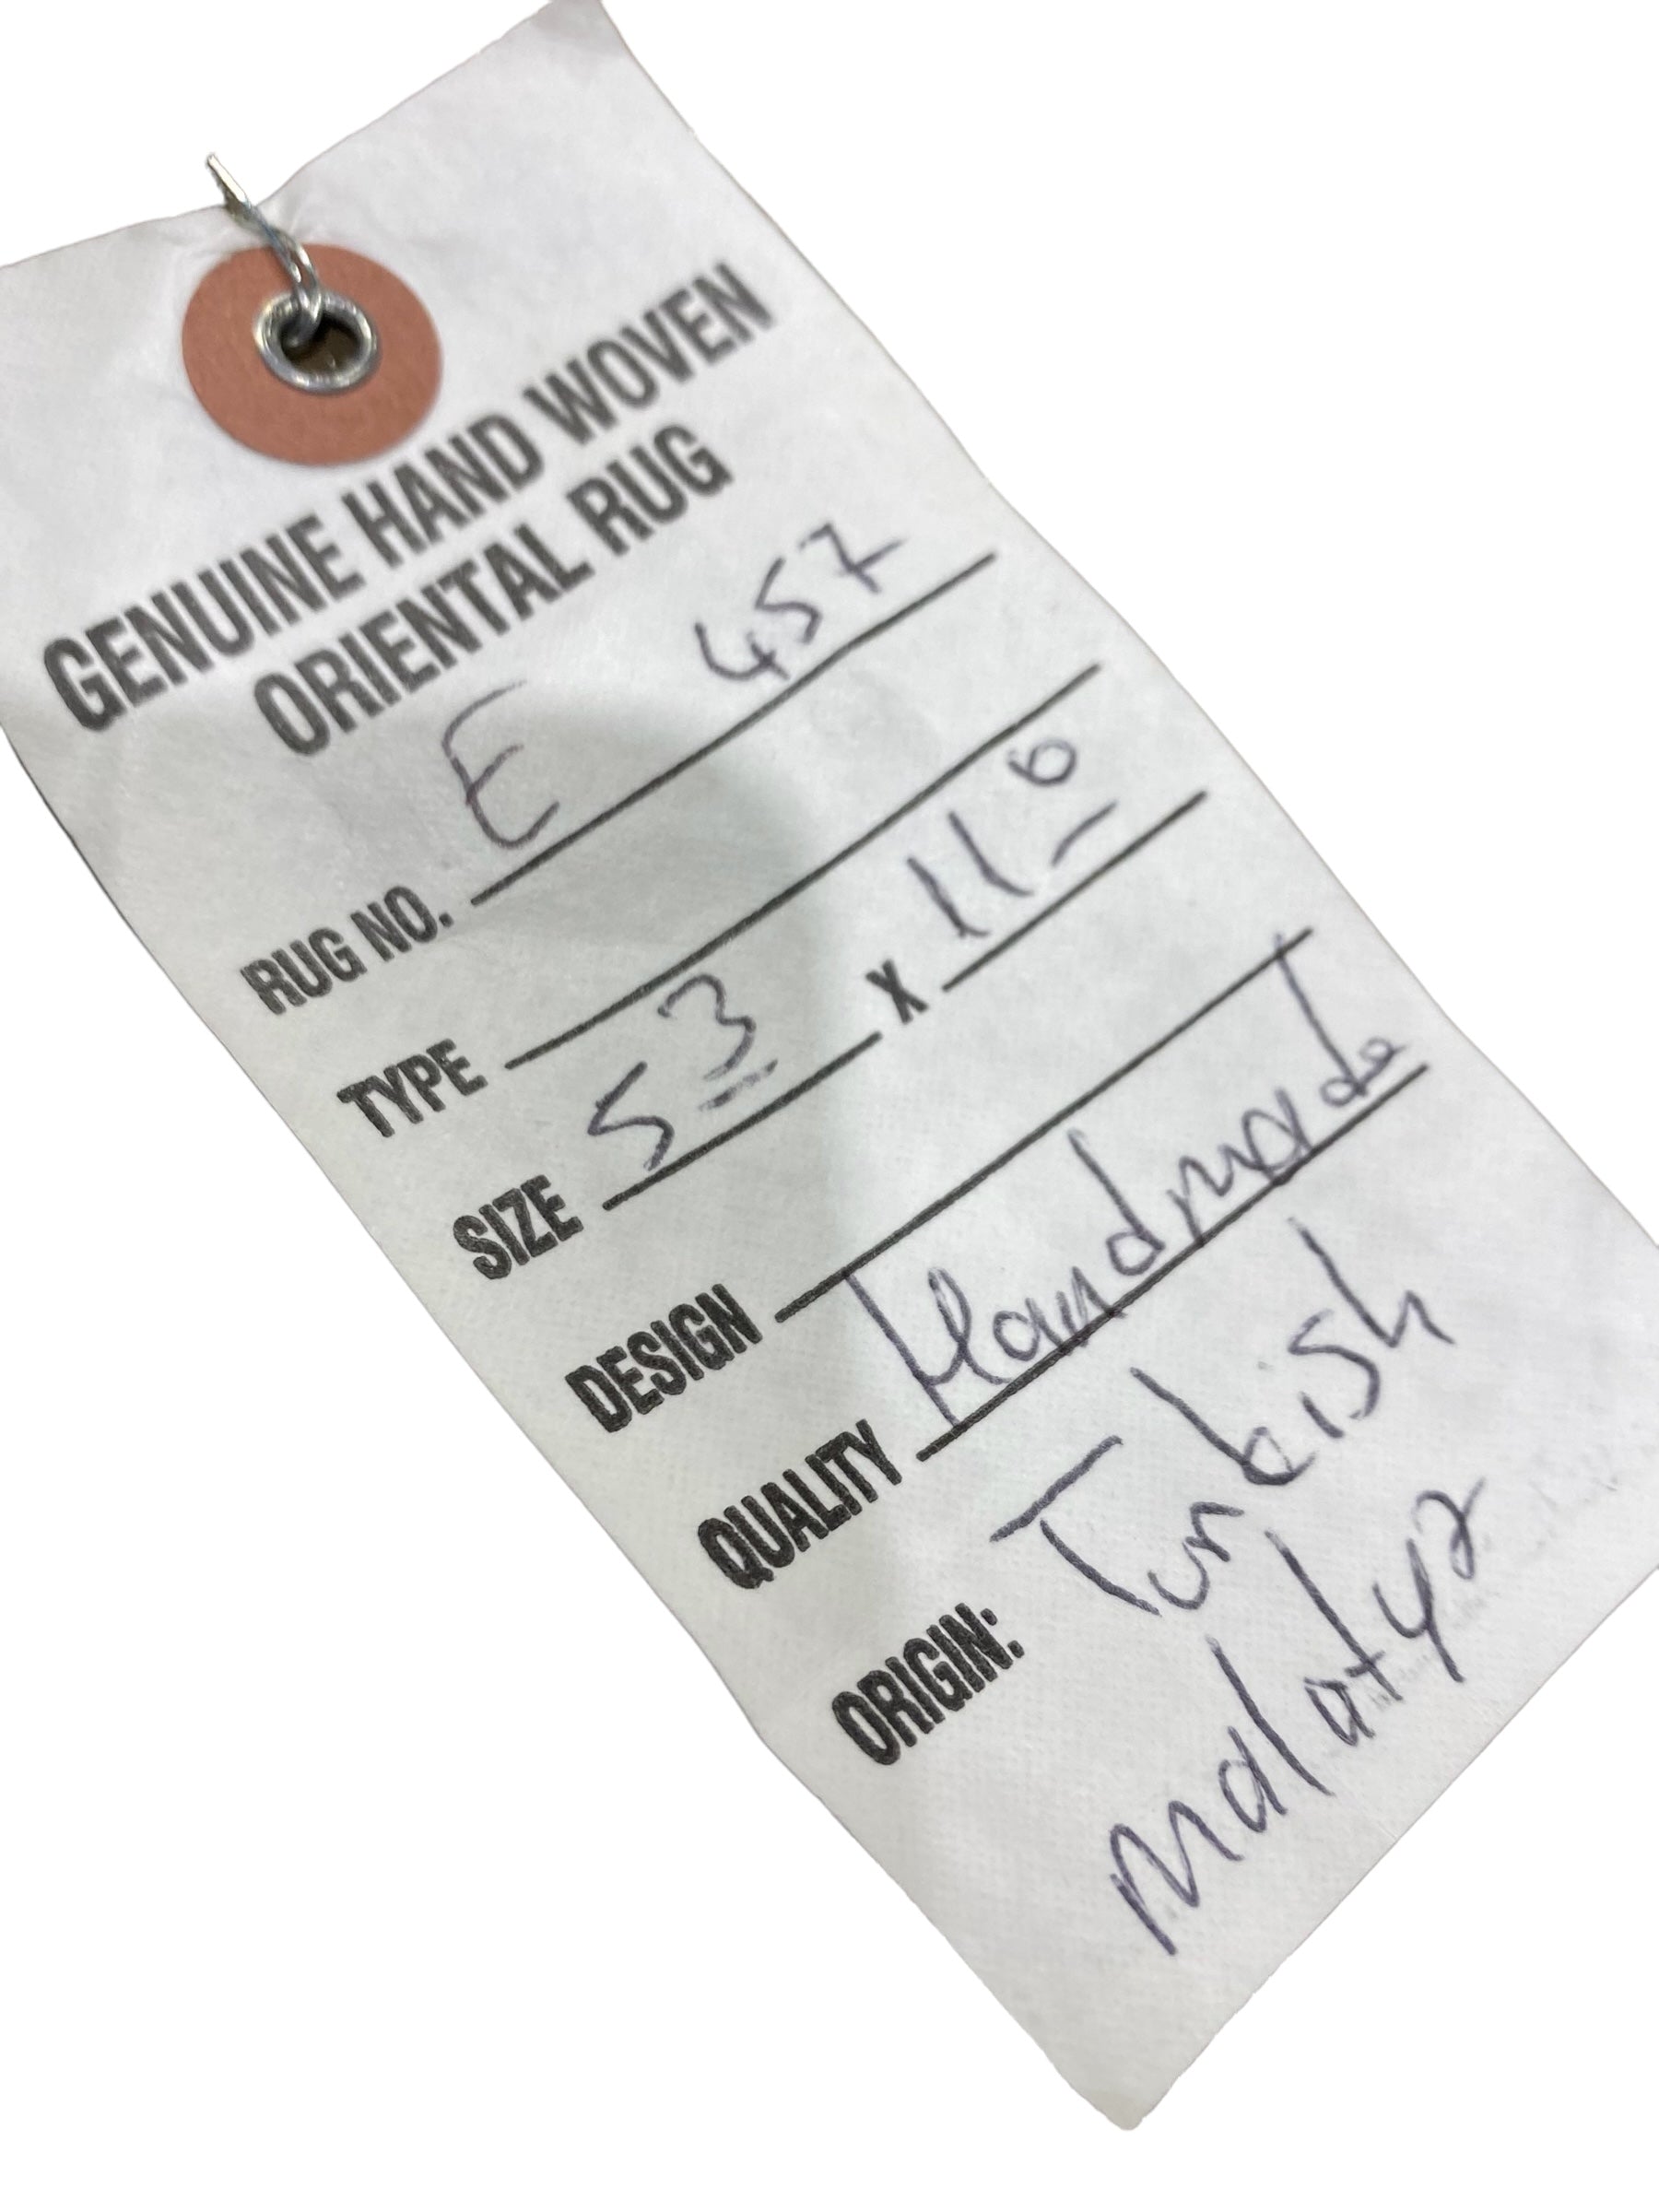 GENUINE HAND WOVEN
ORIENTAL RUG
RUG NO. E 457
TYPE
SIZE 5 3 X 11 0
DESIGN
QUALITY Handmade
ORIGIN: Turkish
malatya